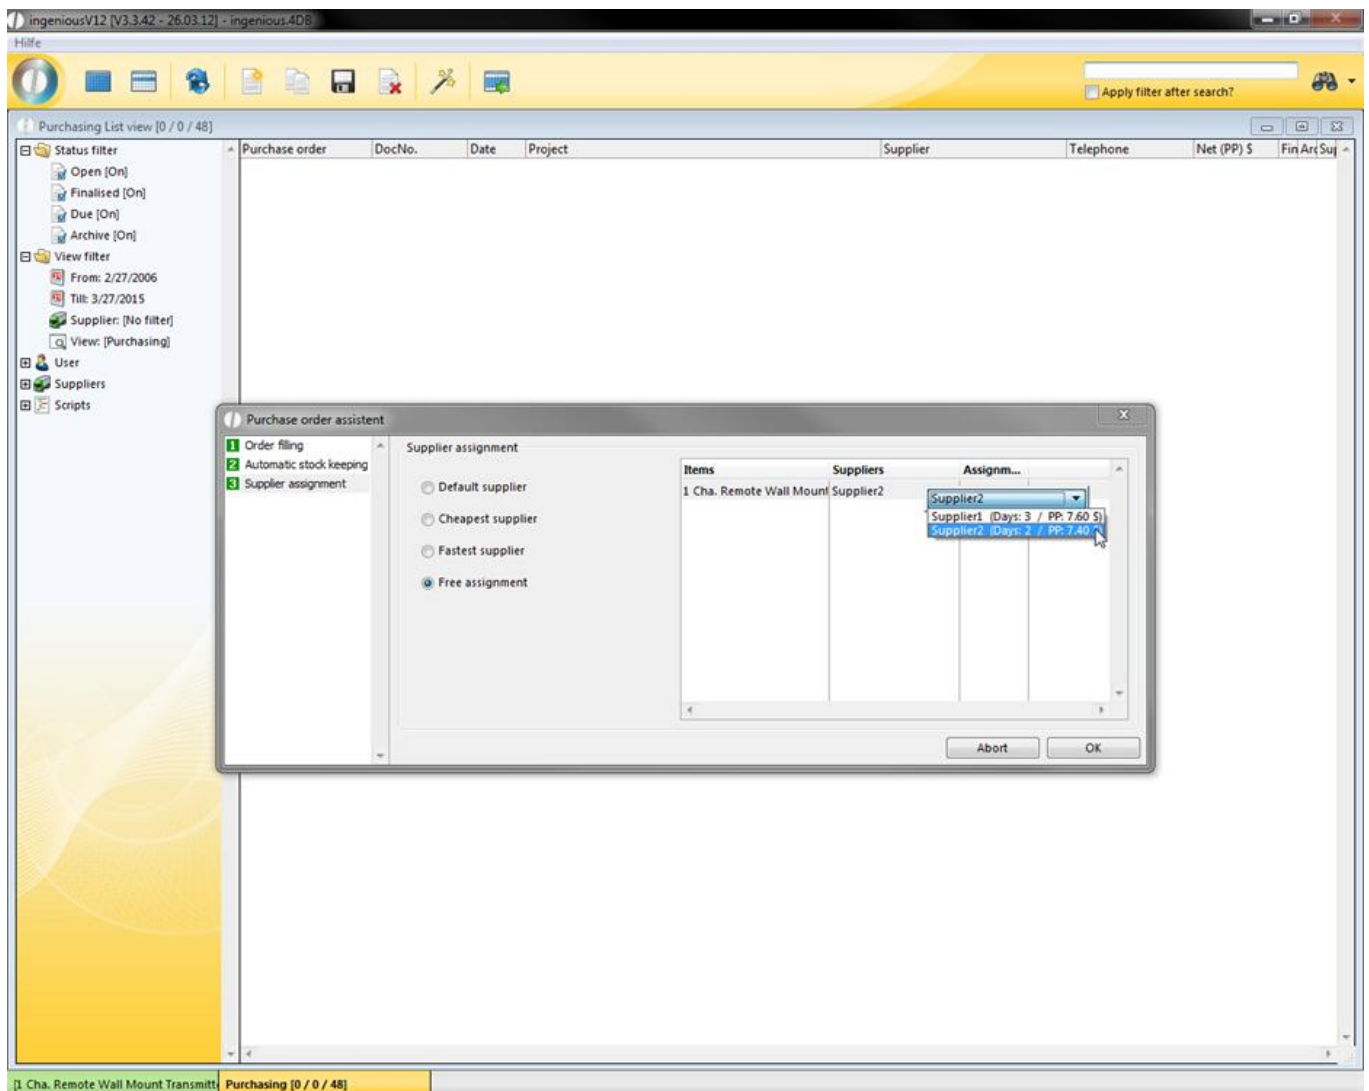 ingeniousV12 [V3.3.42 - 26.03.12] - ingenious.4DB
Hilfe
Apply filter after search?
Purchasing List view [0 / 0 / 48]
Status filter
Open [On]
Finalised [On]
Due [On]
Archive [On]
View filter
From: 2/27/2006
Till: 3/27/2015
Supplier: [No filter]
View: [Purchasing]
User
Suppliers
Scripts
Purchase order DocNo. Date Project Supplier Telephone Net (PP) $ Fin Arc Sup
Purchase order assistent
1 Order filling
2 Automatic stock keeping
3 Supplier assignment
Supplier assignment
Default supplier
Cheapest supplier
Fastest supplier
Free assignment
Items Suppliers Assignm...
1 Cha. Remote Wall Mount Supplier2 Supplier2
Supplier1 (Days: 3 / PP: 7.60 $)
Supplier2 (Days: 2 / PP: 7.40
Abort OK
[1 Cha. Remote Wall Mount Transmitt Purchasing [0 / 0 / 48]